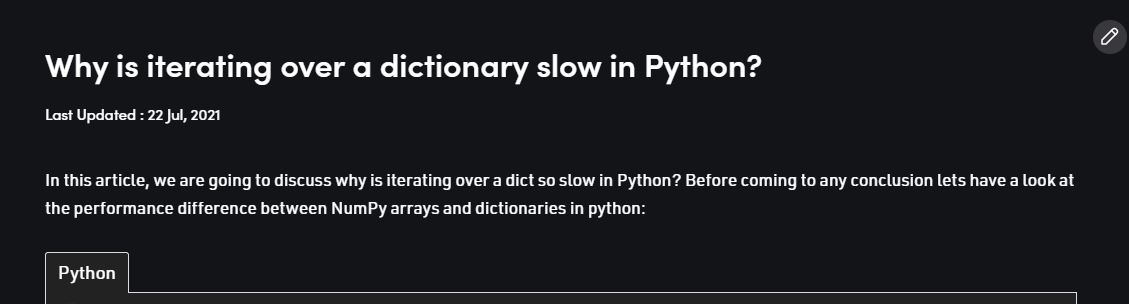 Why is iterating over a dictionary slow in Python?
Last Updated : 22 Jul, 2021
In this article, we are going to discuss why is iterating over a dict so slow in Python? Before coming to any conclusion lets have a look at
the performance difference between NumPy arrays and dictionaries in python:
Python